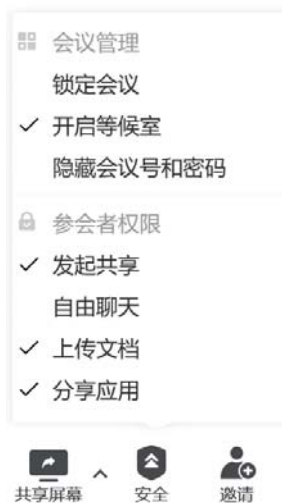 会议管理
锁定会议
开启等候室
隐藏会议号和密码
参会者权限
发起共享
自由聊天
上传文档
分享应用
共享屏幕 安全 邀请